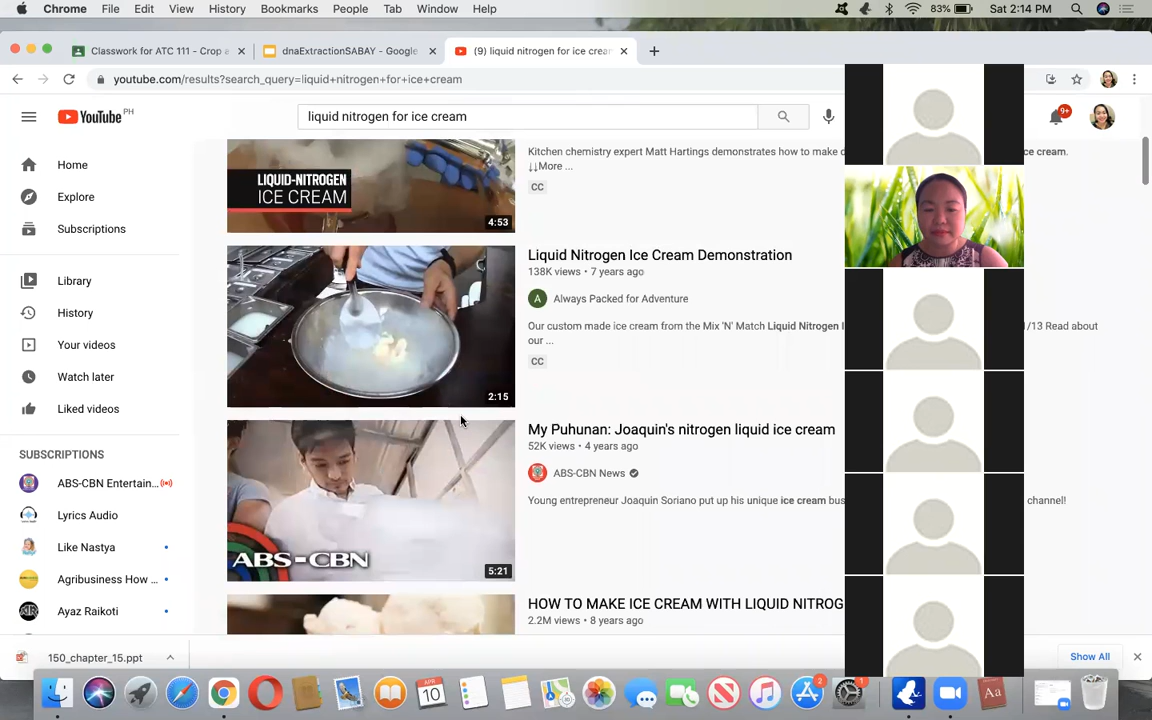 Chrome File Edit View History Bookmarks People Tab Window Help 83% Sat 2:14 PM
Classwork for ATC 111 - Crop a
dnaExtractionSABAY - Google
(9) liquid nitrogen for ice cream
youtube.com/results?search_query=liquid+nitrogen+for+ice+cream
YouTube PH
liquid nitrogen for ice cream
9+
Home
Explore
Subscriptions
Library
History
Your videos
Watch later
Liked videos
SUBSCRIPTIONS
ABS-CBN Entertain...
Lyrics Audio
Like Nastya
Agribusiness How ...
Ayaz Raikoti
LIQUID-NITROGEN
ICE CREAM
4:53
Kitchen chemistry expert Matt Hartings demonstrates how to make ce cream.
↓↓More ...
CC
2:15
Liquid Nitrogen Ice Cream Demonstration
138K views • 7 years ago
A Always Packed for Adventure
Our custom made ice cream from the Mix 'N' Match Liquid Nitrogen I /13 Read about
our ...
CC
ABS-CBN
5:21
My Puhunan: Joaquin's nitrogen liquid ice cream
52K views • 4 years ago
ABS-CBN News
Young entrepreneur Joaquin Soriano put up his unique ice cream bus channel!
HOW TO MAKE ICE CREAM WITH LIQUID NITROG
2.2M views • 8 years ago
150_chapter_15.ppt
Show All
APR
10
2
1
Aa